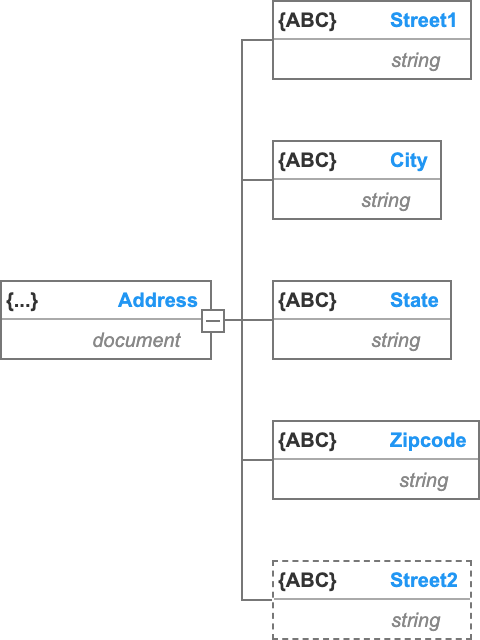 {ABC} Street1
string
{ABC} City
string
{...} Address
document
{ABC} State
string
{ABC} Zipcode
string
{ABC} Street2
string